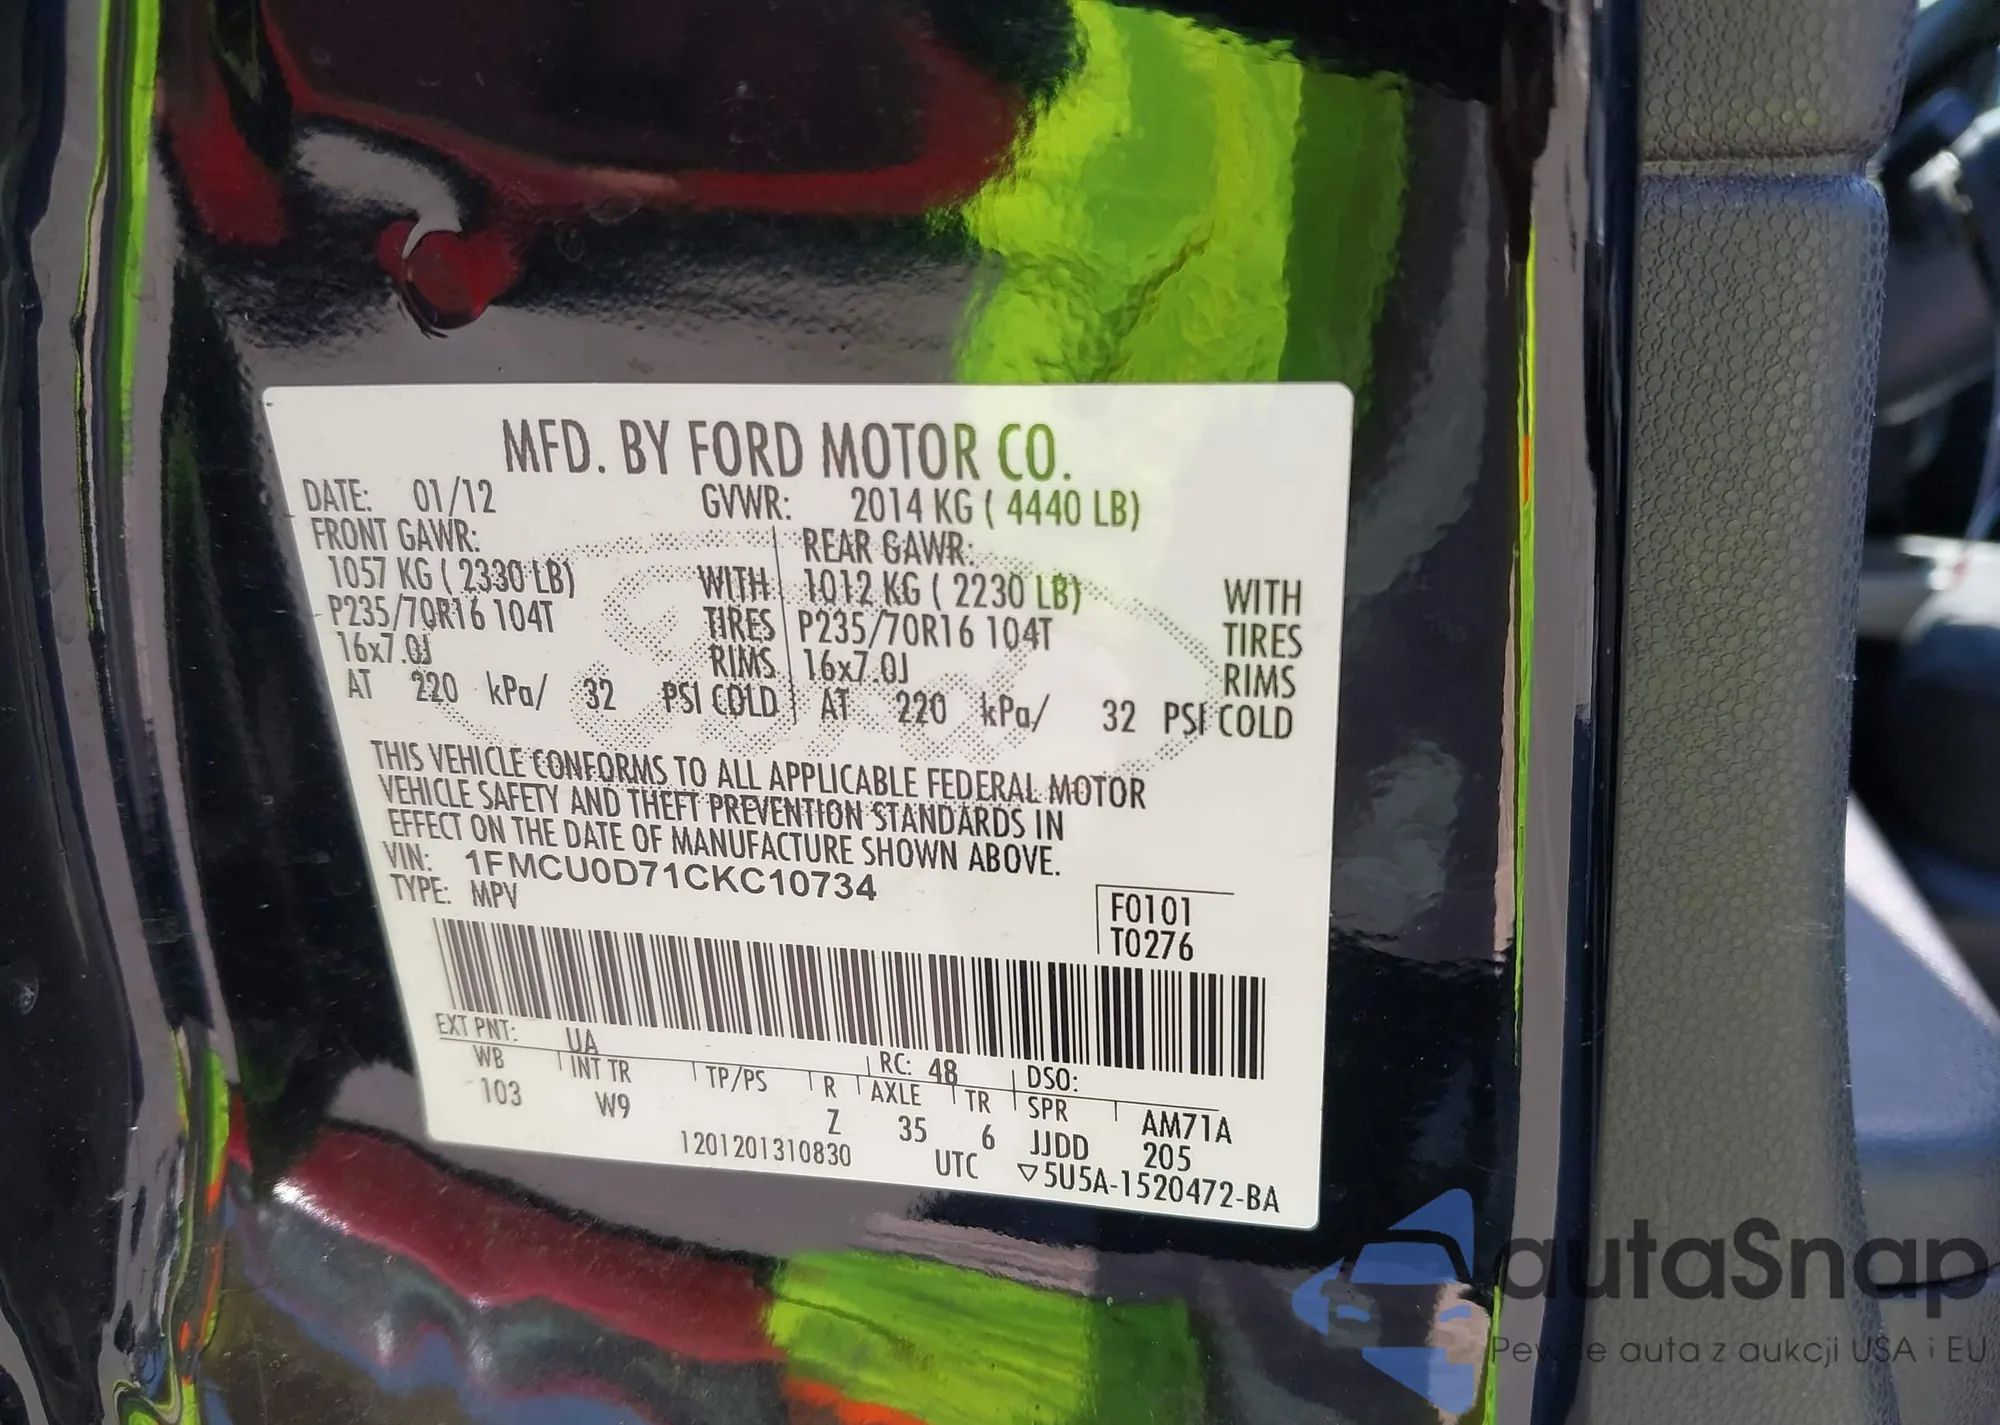 MFD. BY FORD MOTOR CO.
DATE: 01/12 GVWR: 2014 KG ( 4440 LB)
FRONT GAWR: REAR GAWR:
1057 KG ( 2330 LB) WITH 1012 KG ( 2230 LB) WITH
P235/70R16 104T TIRES P235/70R16 104T TIRES
16x7.0J RIMS 16x7.0J RIMS
AT 220 kPa/ 32 PSI COLD AT 220 kPa/ 32 PSI COLD
THIS VEHICLE CONFORMS TO ALL APPLICABLE FEDERAL MOTOR
VEHICLE SAFETY AND THEFT PREVENTION STANDARDS IN
EFFECT ON THE DATE OF MANUFACTURE SHOWN ABOVE.
VIN: 1FMCU0D71CKC10734
TYPE: MPV
F0101
T0276
EXT PNT: UA RC: 48 DSO:
WB INT TR TP/PS R AXLE TR SPR AM71A
103 W9 Z 35 6 JJDD 205
1201201310830 UTC ▽5U5A-1520472-BA
autaSnap
Pewne auta z aukcji USA i EU